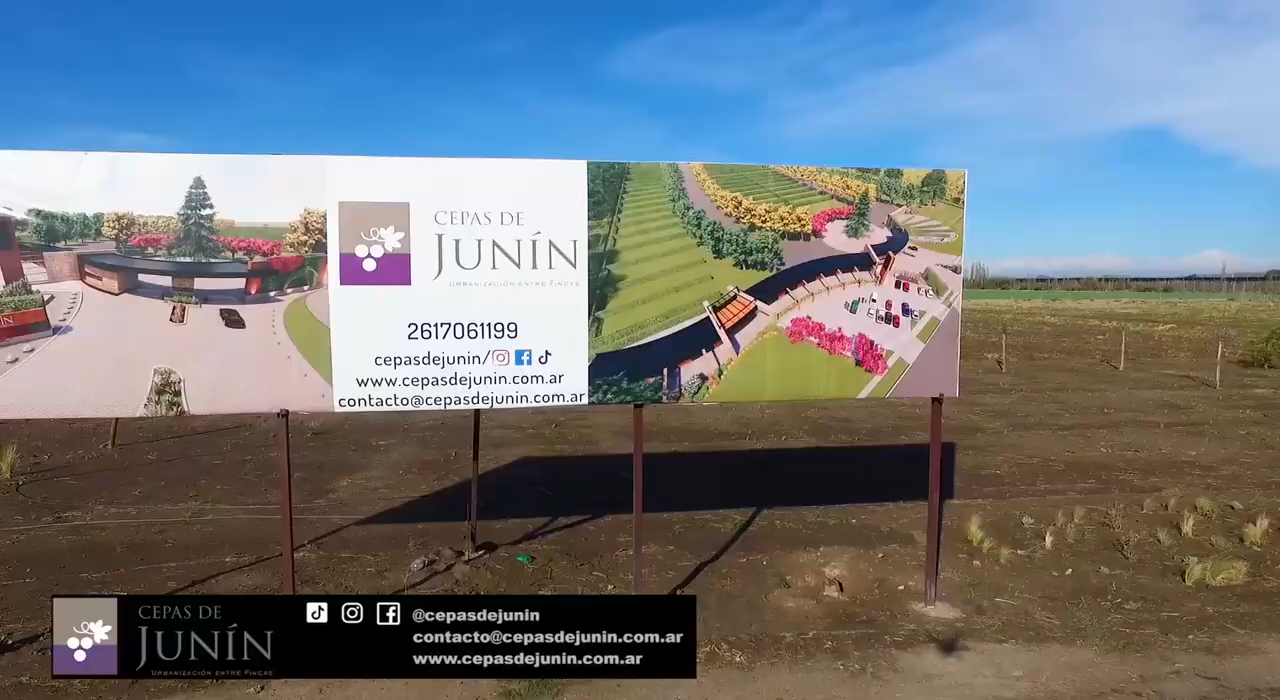 CEPAS DE
JUNÍN
URBANIZACIÓN ENTRE FINCAS
2617061199
cepasdejunin/
www.cepasdejunin.com.ar
contacto@cepasdejunin.com.ar
CEPAS DE
JUNÍN
URBANIZACIÓN ENTRE FINCAS
@cepasdejunin
contacto@cepasdejunin.com.ar
www.cepasdejunin.com.ar